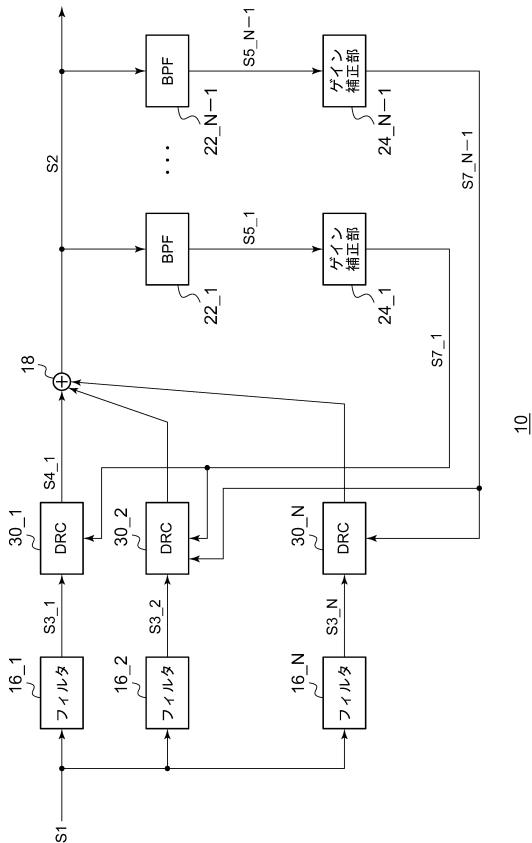 S1
16_1
フィルタ
S3_1
30_1
DRC
S4_1
18
S2
16_2
フィルタ
S3_2
30_2
DRC
16_N
フィルタ
S3_N
30_N
DRC
BPF
22_1
S5_1
ゲイン
補正部
24_1
S7_1
...
BPF
22_N−1
S5_N−1
ゲイン
補正部
24_N−1
S7_N−1
10